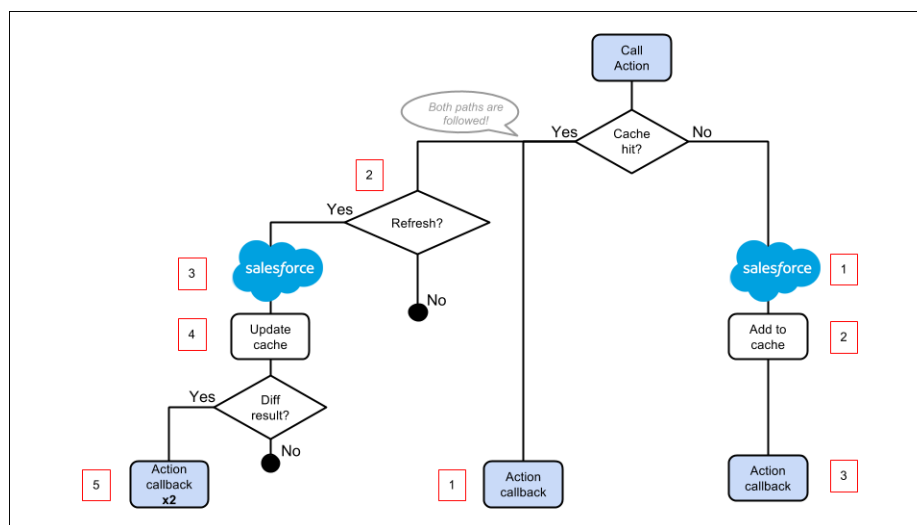 Call
Action
Both paths are
followed!
Yes
Cache
hit?
No
2
Yes
Refresh?
3
salesforce
No
salesforce
1
4
Update
cache
Add to
cache
2
Yes
Diff
result?
No
5
Action
callback
x2
1
Action
callback
Action
callback
3